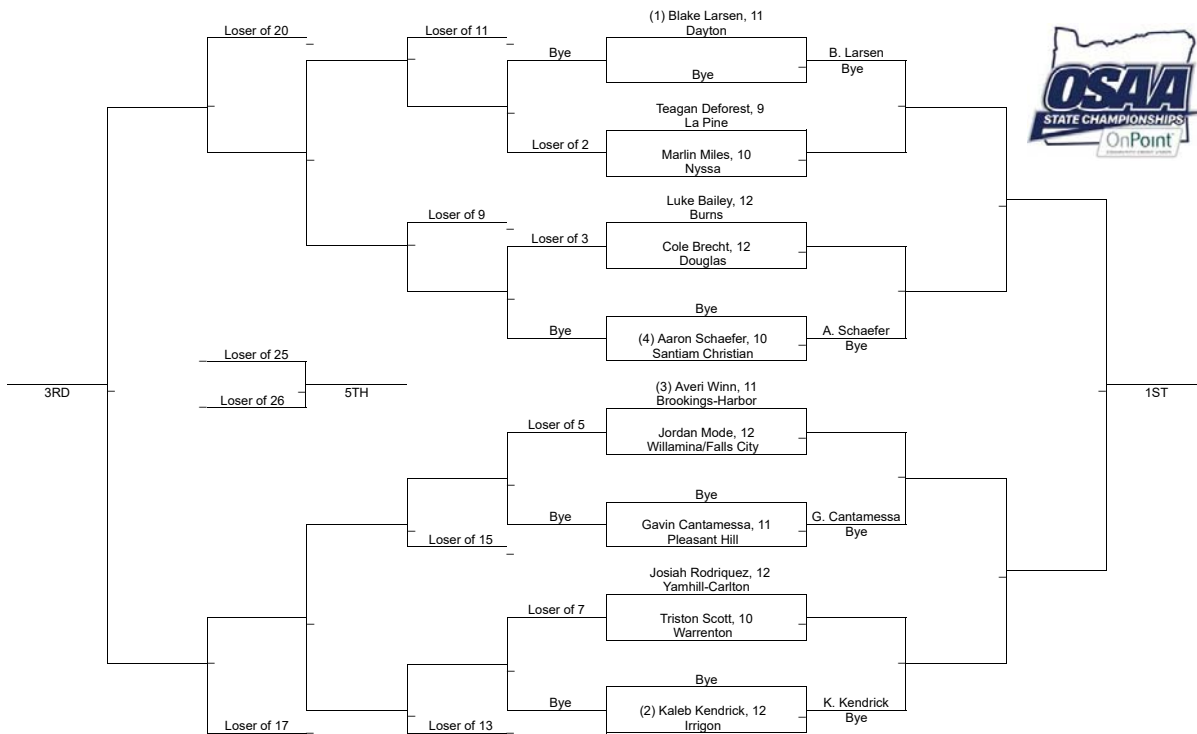 (1) Blake Larsen, 11
Dayton
Loser of 20
Loser of 11
Bye
B. Larsen
Bye
Bye
Teagan Deforest, 9
La Pine
Loser of 2
Marlin Miles, 10
Nyssa
Luke Bailey, 12
Burns
Loser of 9
Loser of 3
Cole Brecht, 12
Douglas
Bye
Bye
(4) Aaron Schaefer, 10
Santiam Christian
A. Schaefer
Bye
Loser of 25
3RD
5TH
1ST
Loser of 26
(3) Averi Winn, 11
Brookings-Harbor
Loser of 5
Jordan Mode, 12
Willamina/Falls City
Bye
Bye
Gavin Cantamessa, 11
Pleasant Hill
G. Cantamessa
Bye
Loser of 15
Josiah Rodriquez, 12
Yamhill-Carlton
Loser of 7
Triston Scott, 10
Warrenton
Bye
Bye
(2) Kaleb Kendrick, 12
Irrigon
K. Kendrick
Bye
Loser of 17
Loser of 13
OSAA
STATE CHAMPIONSHIPS
OnPoint